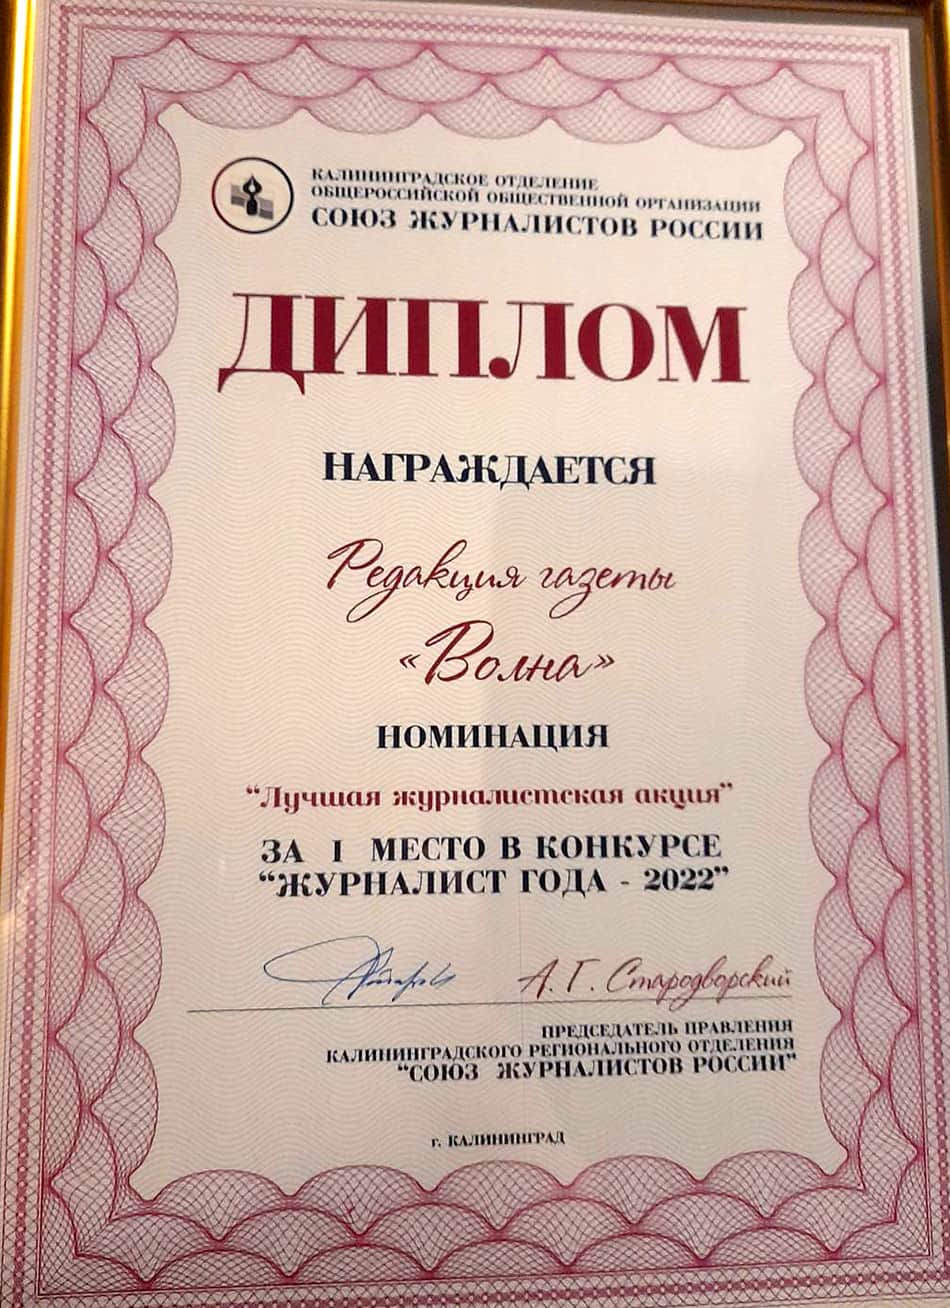 КАЛИНИНГРАДСКОЕ ОТДЕЛЕНИЕ
ОБЩЕРОССИЙСКОЙ ОБЩЕСТВЕННОЙ ОРГАНИЗАЦИИ
СОЮЗ ЖУРНАЛИСТОВ РОССИИ
ДИПЛОМ
НАГРАЖДАЕТСЯ
Редакция газеты
«Волна»
НОМИНАЦИЯ
“Лучшая журналистская акция”
ЗА I МЕСТО В КОНКУРСЕ
“ЖУРНАЛИСТ ГОДА - 2022”
А. Г. Стародворский
ПРЕДСЕДАТЕЛЬ ПРАВЛЕНИЯ
КАЛИНИНГРАДСКОГО РЕГИОНАЛЬНОГО ОТДЕЛЕНИЯ
“СОЮЗ ЖУРНАЛИСТОВ РОССИИ”
г. КАЛИНИНГРАД